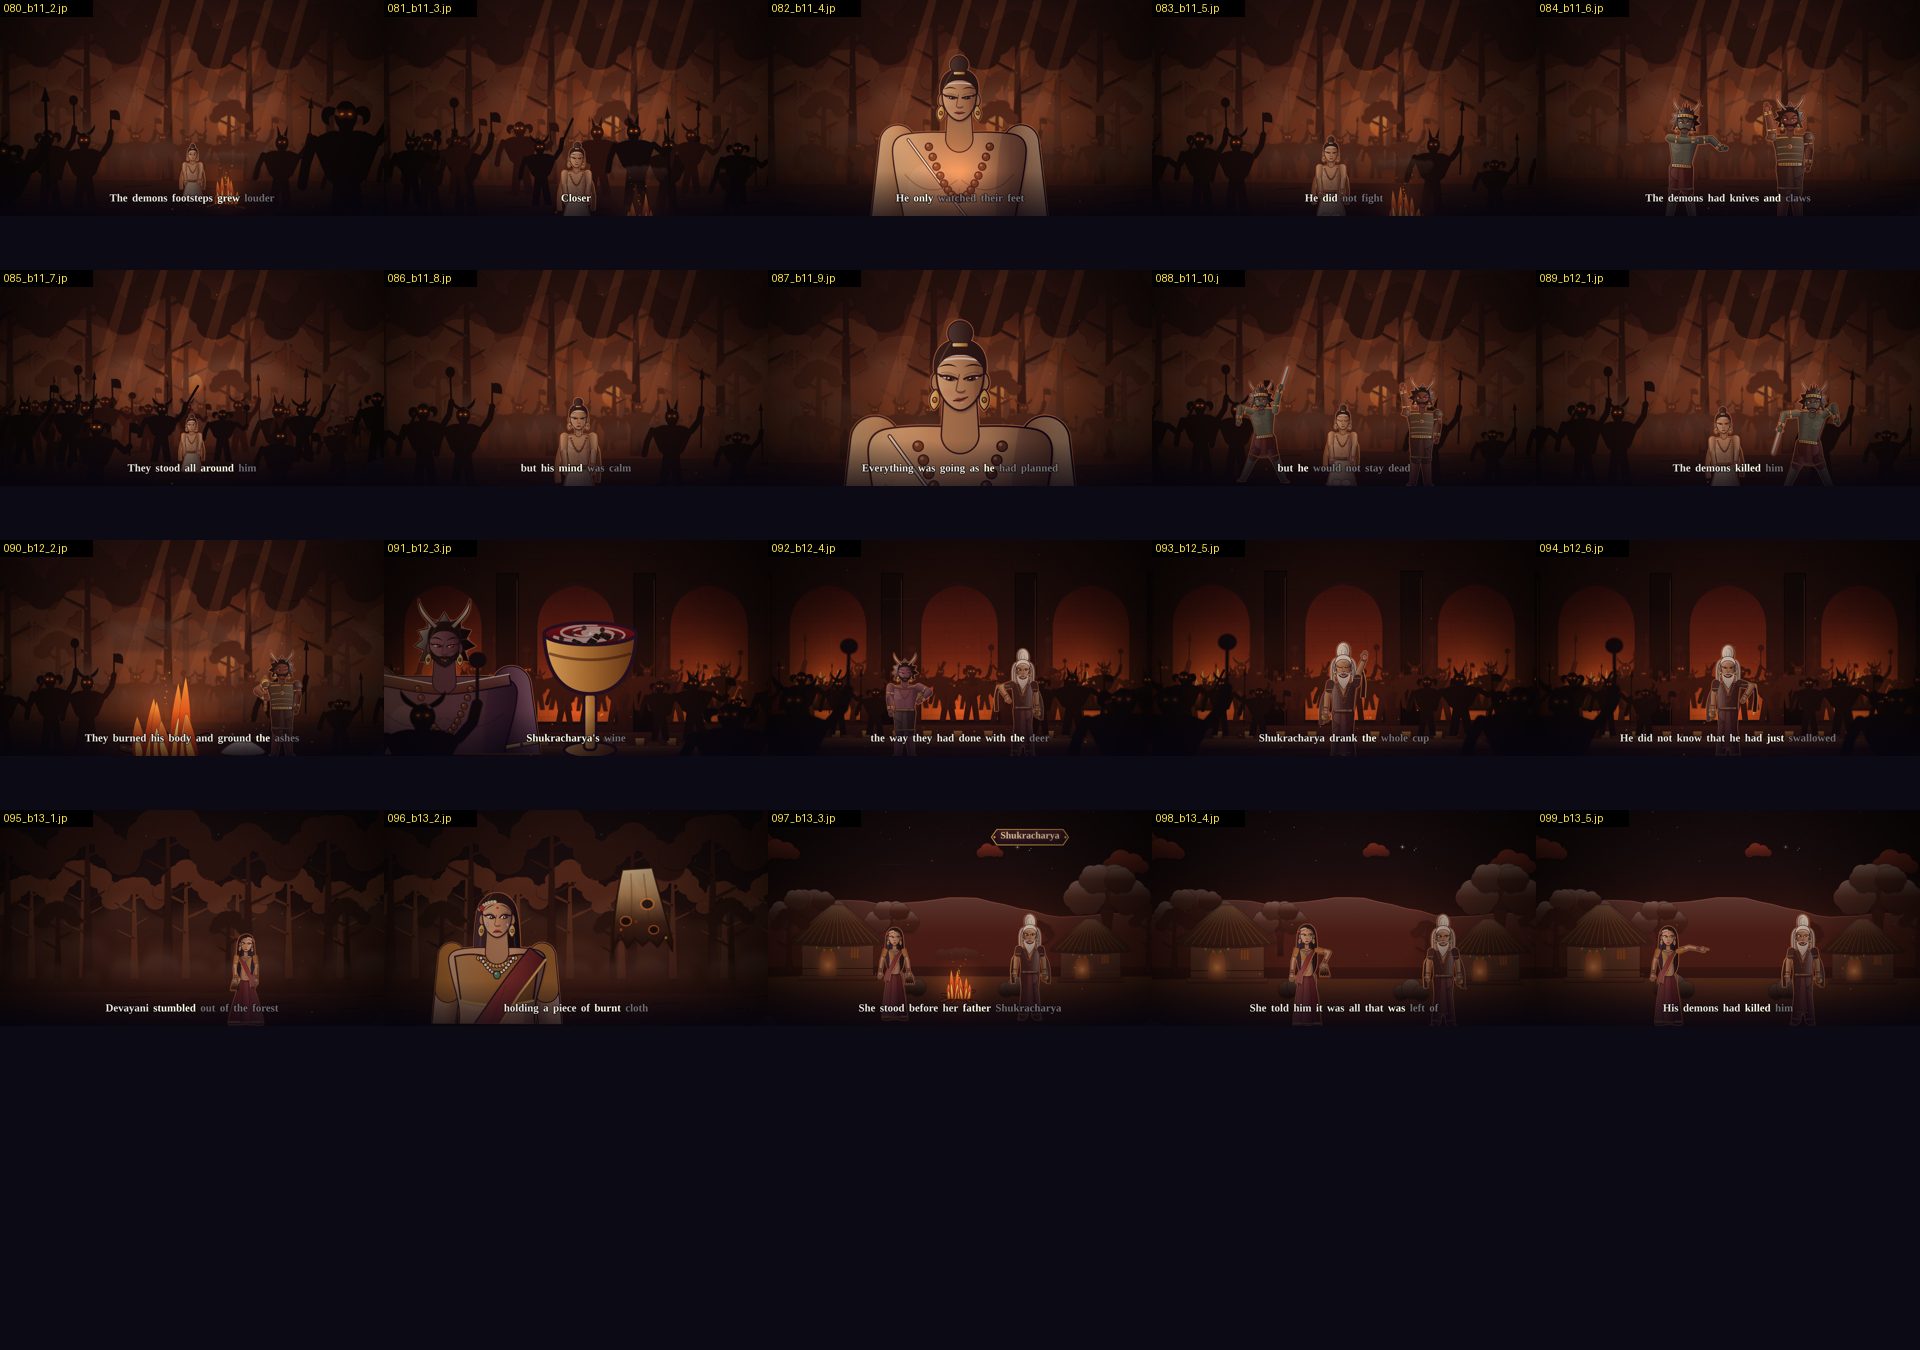 080_b11_2.jp
The demons footsteps grew louder
081_b11_3.jp
Closer
082_b11_4.jp
He only watched their feet
083_b11_5.jp
He did not fight
084_b11_6.jp
The demons had knives and claws
085_b11_7.jp
They stood all around him
086_b11_8.jp
but his mind was calm
087_b11_9.jp
Everything was going as he had planned
088_b11_10.j
but he would not stay dead
089_b12_1.jp
The demons killed him
090_b12_2.jp
They burned his body and ground the ashes
091_b12_3.jp
Shukracharya's wine
092_b12_4.jp
the way they had done with the deer
093_b12_5.jp
Shukracharya drank the whole cup
094_b12_6.jp
He did not know that he had just swallowed
095_b13_1.jp
Devayani stumbled out of the forest
096_b13_2.jp
holding a piece of burnt cloth
097_b13_3.jp
Shukracharya
She stood before her father Shukracharya
098_b13_4.jp
She told him it was all that was left of
099_b13_5.jp
His demons had killed him